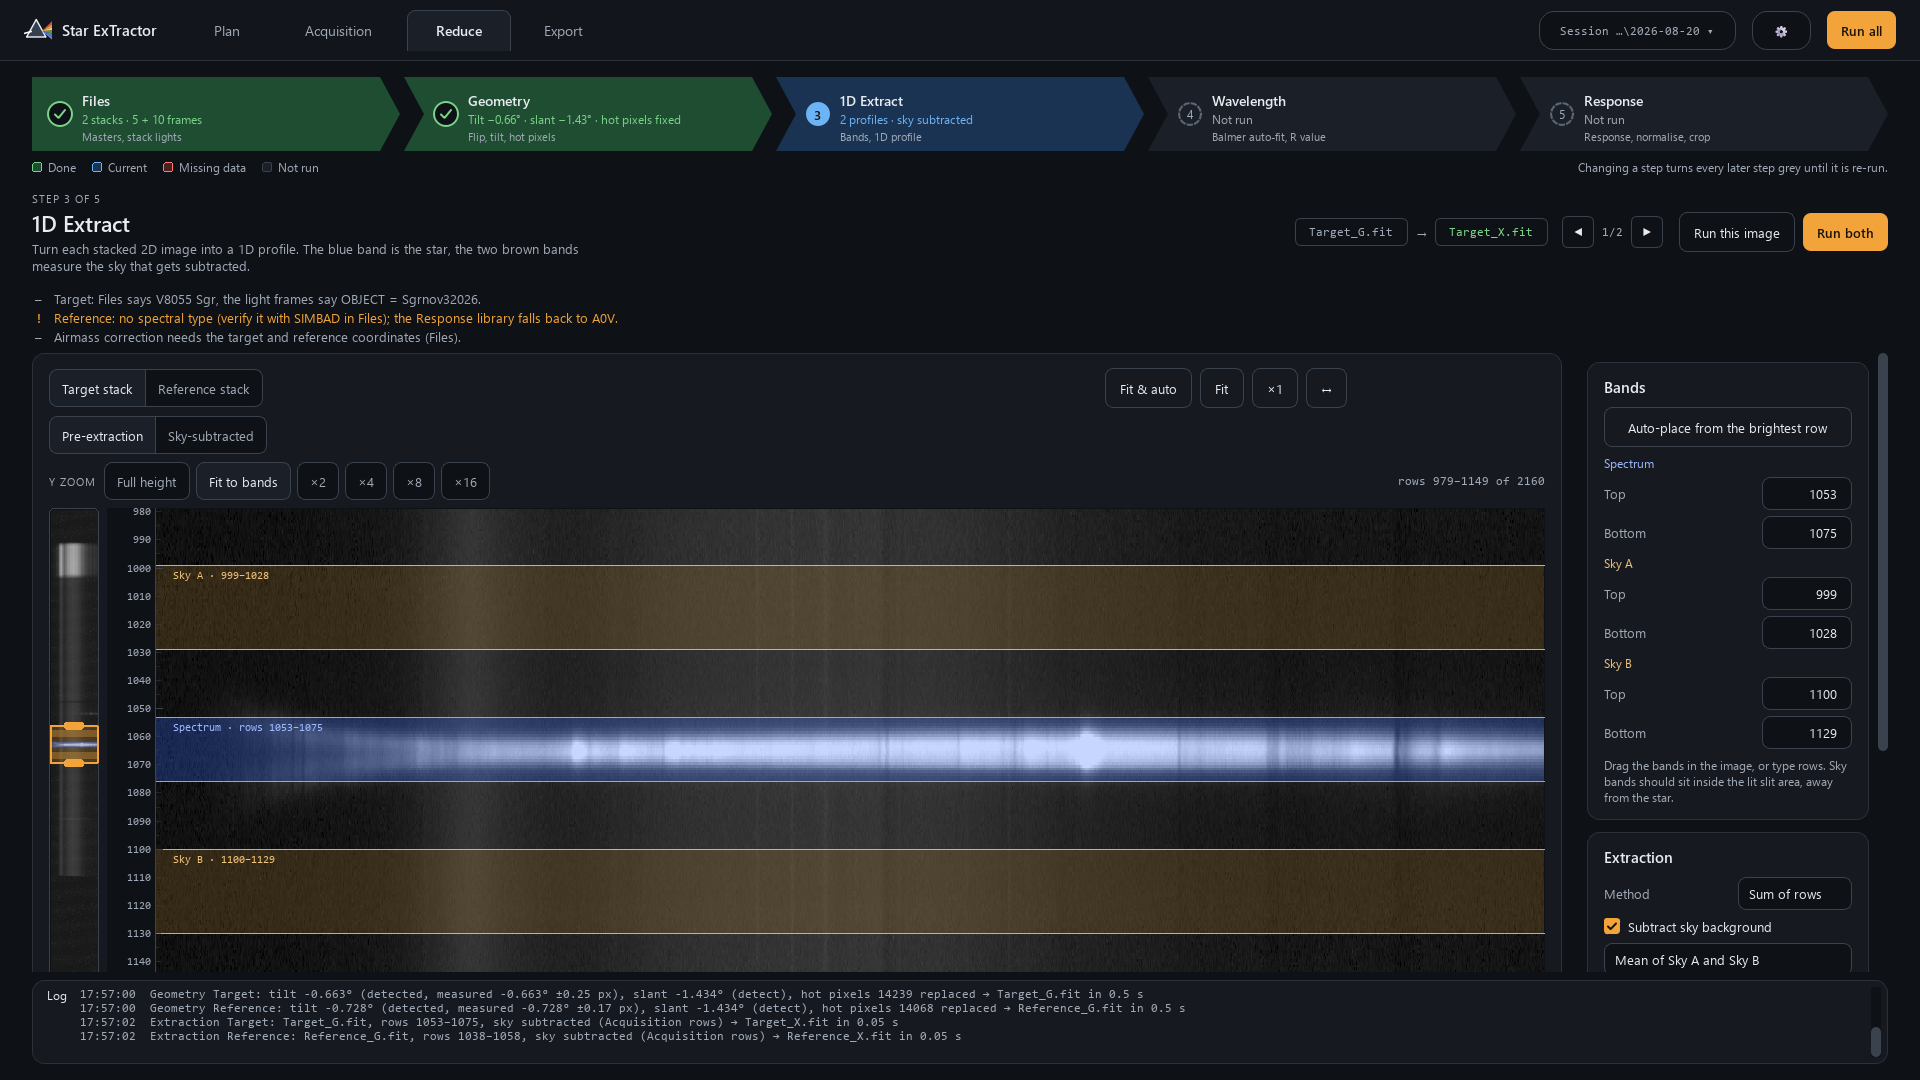 Star ExTractor
Plan
Acquisition
Reduce
Export
Session …\2026-08-20 ▾
Run all
Files
2 stacks · 5 + 10 frames
Masters, stack lights
Geometry
Tilt −0.66° · slant −1.43° · hot pixels fixed
Flip, tilt, hot pixels
3
1D Extract
2 profiles · sky subtracted
Bands, 1D profile
4
Wavelength
Not run
Balmer auto-fit, R value
5
Response
Not run
Response, normalise, crop
Done
Current
Missing data
Not run
Changing a step turns every later step grey until it is re-run.
STEP 3 OF 5
1D Extract
Turn each stacked 2D image into a 1D profile. The blue band is the star, the two brown bands
measure the sky that gets subtracted.
Target_G.fit → Target_X.fit
◀ 1/2 ▶
Run this image
Run both
– Target: Files says V8055 Sgr, the light frames say OBJECT = Sgrnov32026.
! Reference: no spectral type (verify it with SIMBAD in Files); the Response library falls back to A0V.
– Airmass correction needs the target and reference coordinates (Files).
Target stack
Reference stack
Fit & auto
Fit
×1
↔
Pre-extraction
Sky-subtracted
Y ZOOM
Full height
Fit to bands
×2
×4
×8
×16
rows 979–1149 of 2160
980
990
1000
1010
1020
1030
1040
1050
1060
1070
1080
1090
1100
1110
1120
1130
1140
Sky A · 999–1028
Spectrum · rows 1053–1075
Sky B · 1100–1129
Bands
Auto-place from the brightest row
Spectrum
Top 1053
Bottom 1075
Sky A
Top 999
Bottom 1028
Sky B
Top 1100
Bottom 1129
Drag the bands in the image, or type rows. Sky
bands should sit inside the lit slit area, away
from the star.
Extraction
Method Sum of rows
Subtract sky background
Mean of Sky A and Sky B
Log
17:57:00 Geometry Target: tilt -0.663° (detected, measured -0.663° ±0.25 px), slant -1.434° (detect), hot pixels 14239 replaced → Target_G.fit in 0.5 s
17:57:00 Geometry Reference: tilt -0.728° (detected, measured -0.728° ±0.17 px), slant -1.434° (detect), hot pixels 14068 replaced → Reference_G.fit in 0.5 s
17:57:02 Extraction Target: Target_G.fit, rows 1053–1075, sky subtracted (Acquisition rows) → Target_X.fit in 0.05 s
17:57:02 Extraction Reference: Reference_G.fit, rows 1038–1058, sky subtracted (Acquisition rows) → Reference_X.fit in 0.05 s